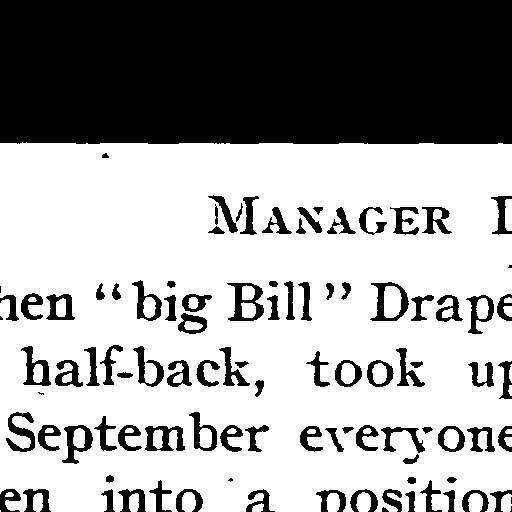 MANAGER D
hen “big Bill” Drape
half-back, took up
September everyone
en into a position